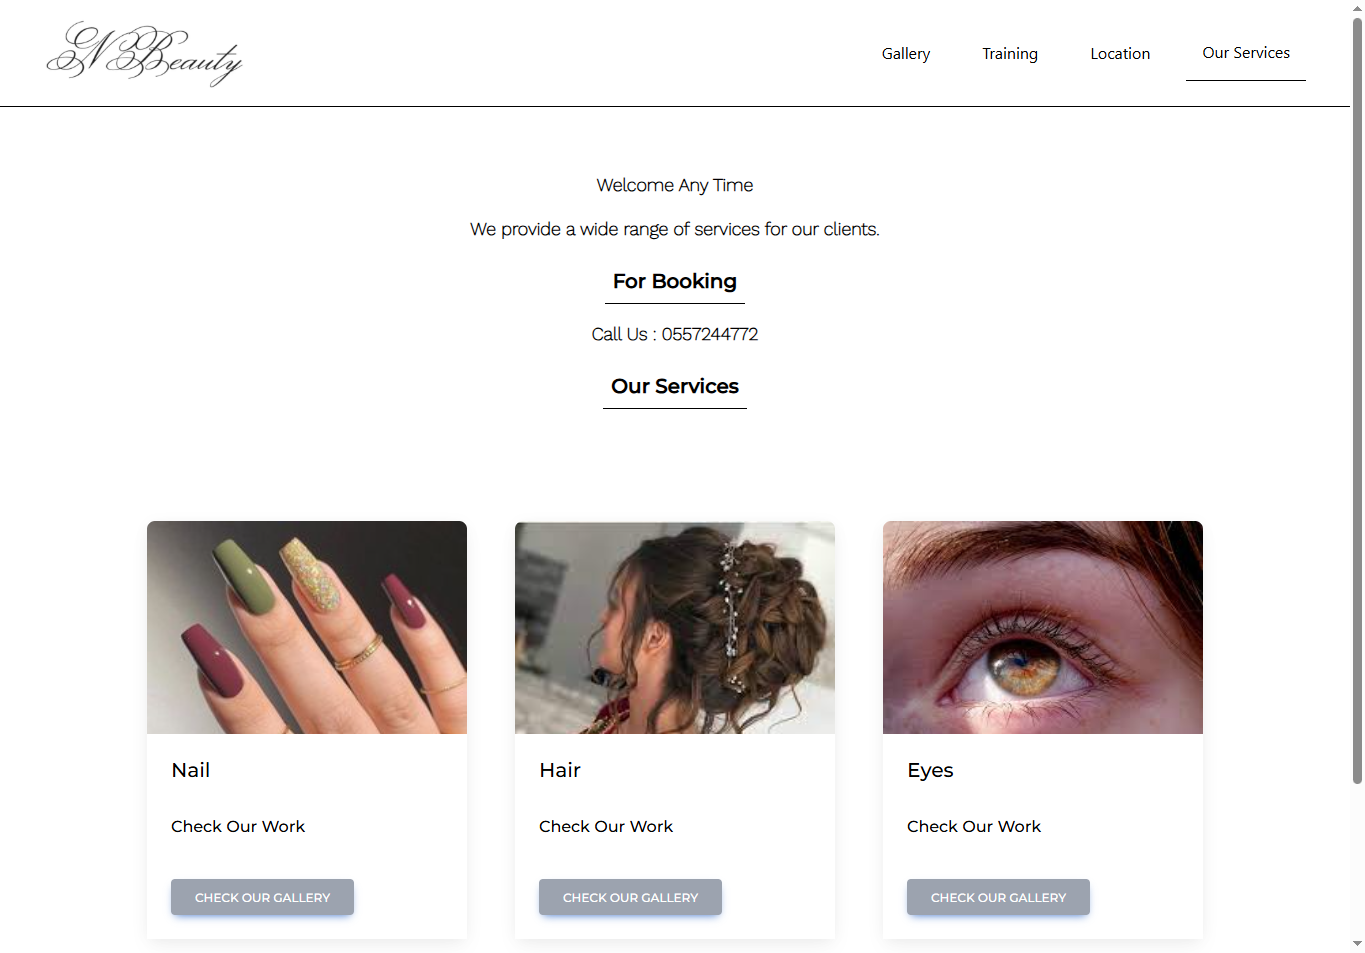 N Beauty
Gallery
Training
Location
Our Services
Welcome Any Time
We provide a wide range of services for our clients.
For Booking
Call Us : 0557244772
Our Services
Nail
Check Our Work
CHECK OUR GALLERY
Hair
Check Our Work
CHECK OUR GALLERY
Eyes
Check Our Work
CHECK OUR GALLERY